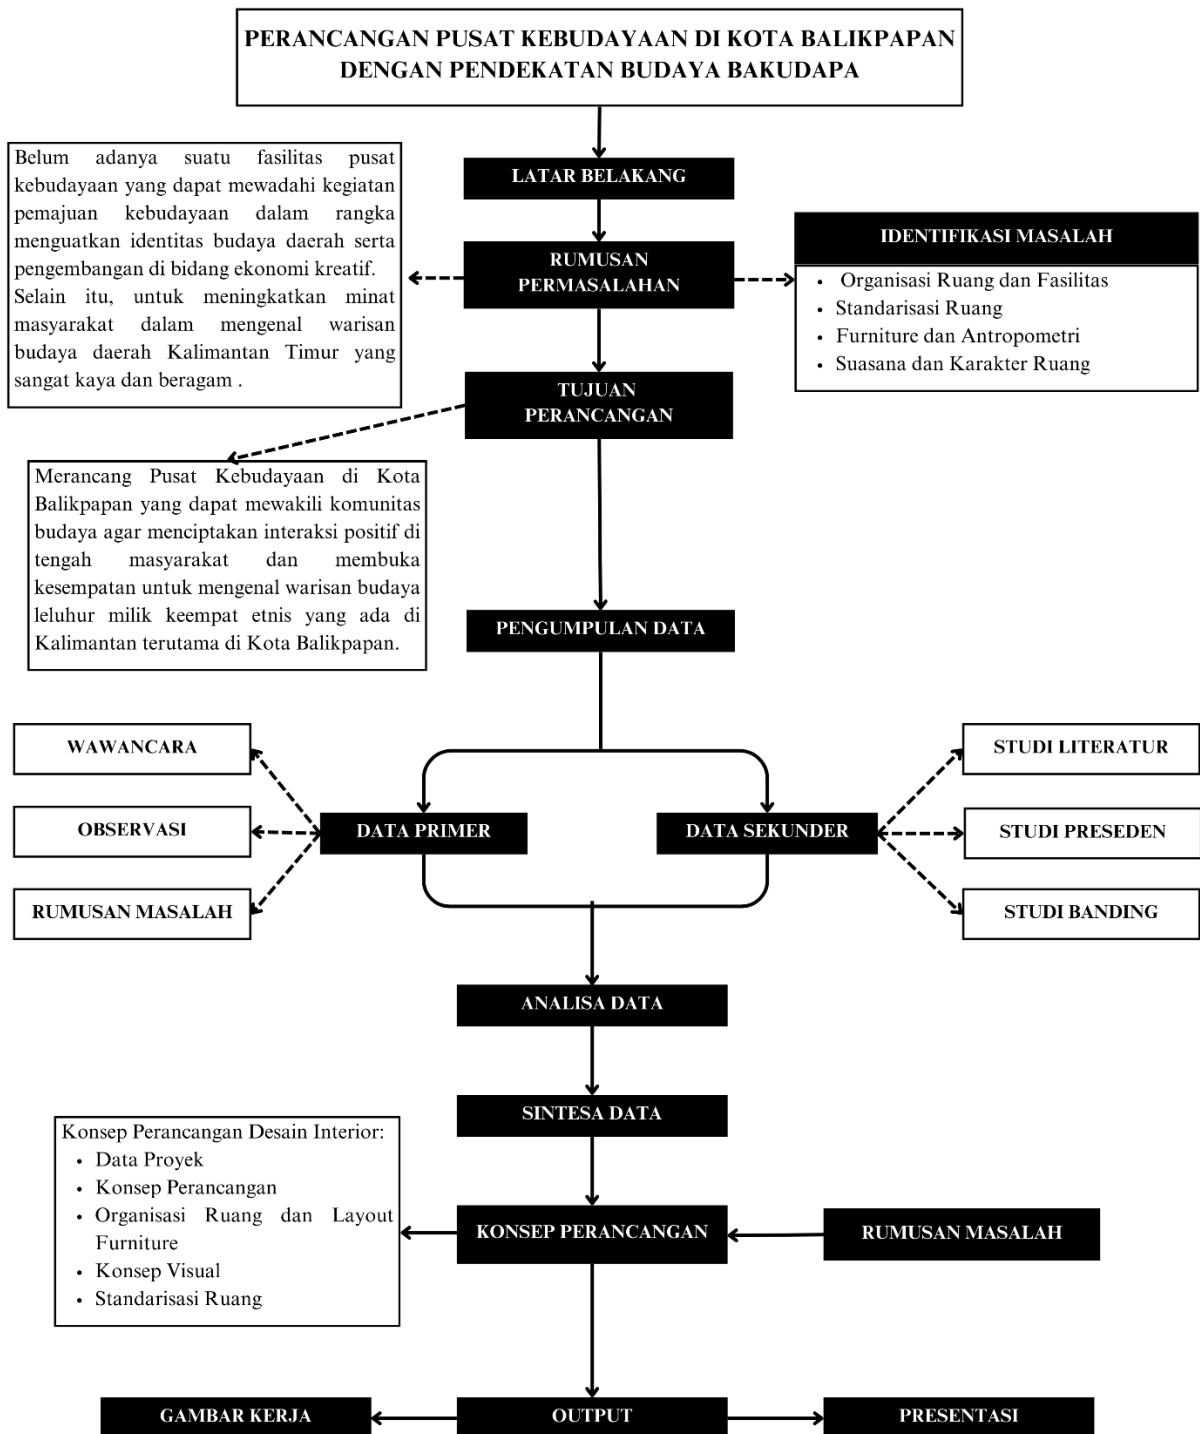 PERANCANGAN PUSAT KEBUDAYAAN DI KOTA BALIKPAPAN
DENGAN PENDEKATAN BUDAYA BAKUDAPA
LATAR BELAKANG
Belum adanya suatu fasilitas pusat
kebudayaan yang dapat mewadahi kegiatan
pemajuan kebudayaan dalam rangka
menguatkan identitas budaya daerah serta
pengembangan di bidang ekonomi kreatif.
Selain itu, untuk meningkatkan minat
masyarakat dalam mengenal warisan
budaya daerah Kalimantan Timur yang
sangat kaya dan beragam .
RUMUSAN
PERMASALAHAN
IDENTIFIKASI MASALAH
• Organisasi Ruang dan Fasilitas
• Standarisasi Ruang
• Furniture dan Antropometri
• Suasana dan Karakter Ruang
TUJUAN
PERANCANGAN
Merancang Pusat Kebudayaan di Kota
Balikpapan yang dapat mewakili komunitas
budaya agar menciptakan interaksi positif di
tengah masyarakat dan membuka
kesempatan untuk mengenal warisan budaya
leluhur milik keempat etnis yang ada di
Kalimantan terutama di Kota Balikpapan.
PENGUMPULAN DATA
WAWANCARA
OBSERVASI
RUMUSAN MASALAH
DATA PRIMER
DATA SEKUNDER
STUDI LITERATUR
STUDI PRESEDEN
STUDI BANDING
ANALISA DATA
SINTESA DATA
Konsep Perancangan Desain Interior:
• Data Proyek
• Konsep Perancangan
• Organisasi Ruang dan Layout
Furniture
• Konsep Visual
• Standarisasi Ruang
KONSEP PERANCANGAN
RUMUSAN MASALAH
GAMBAR KERJA
OUTPUT
PRESENTASI